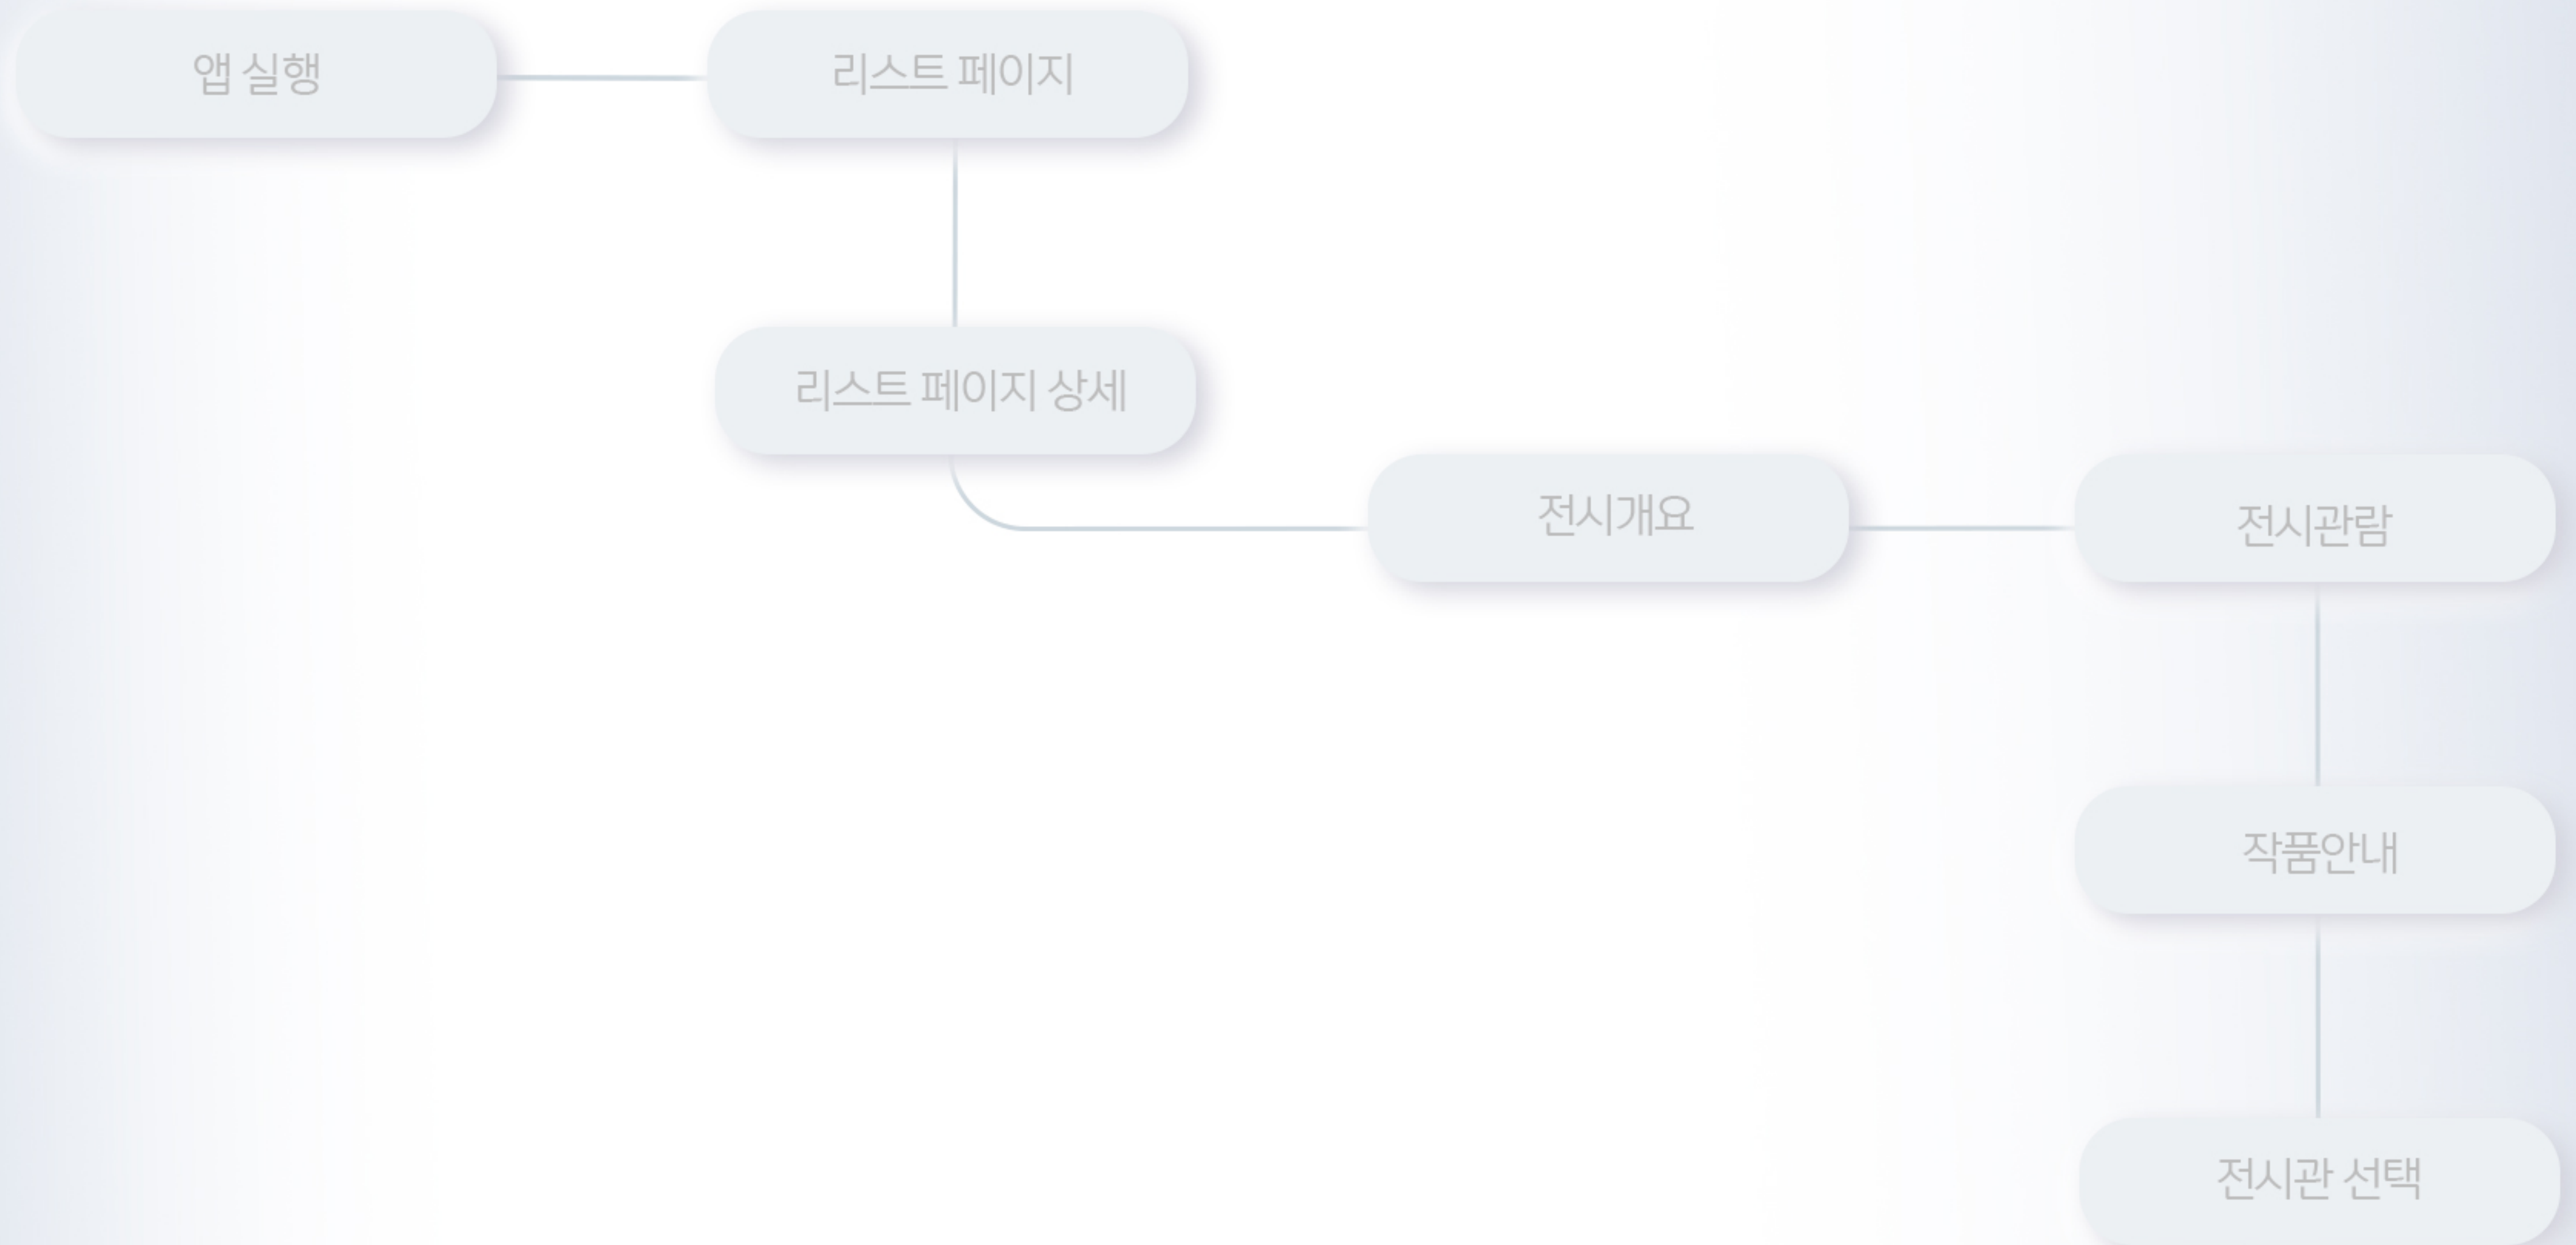 앱 실행
리스트 페이지
리스트 페이지 상세
전시개요
전시관람
작품안내
전시관 선택